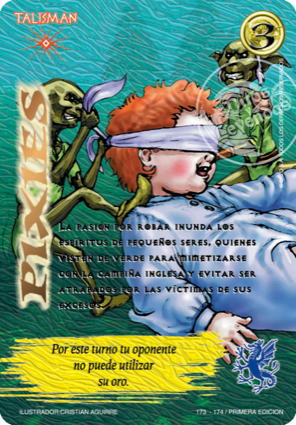 TALISMAN
3
PIXIES
LA PASION POR ROBAR INUNDA LOS
ESPIRITUS DE PEQUEÑOS SERES, QUIENES
VISTEN DE VERDE PARA MIMETIZARSE
CON LA CAMPIÑA INGLESA Y EVITAR SER
ATRAPADOS POR LAS VÍCTIMAS DE SUS
EXCESOS.
Por este turno tu oponente
no puede utilizar
su oro.
ILUSTRADOR:CRISTIAN AGUIRRE
173 - 174 / PRIMERA EDICION